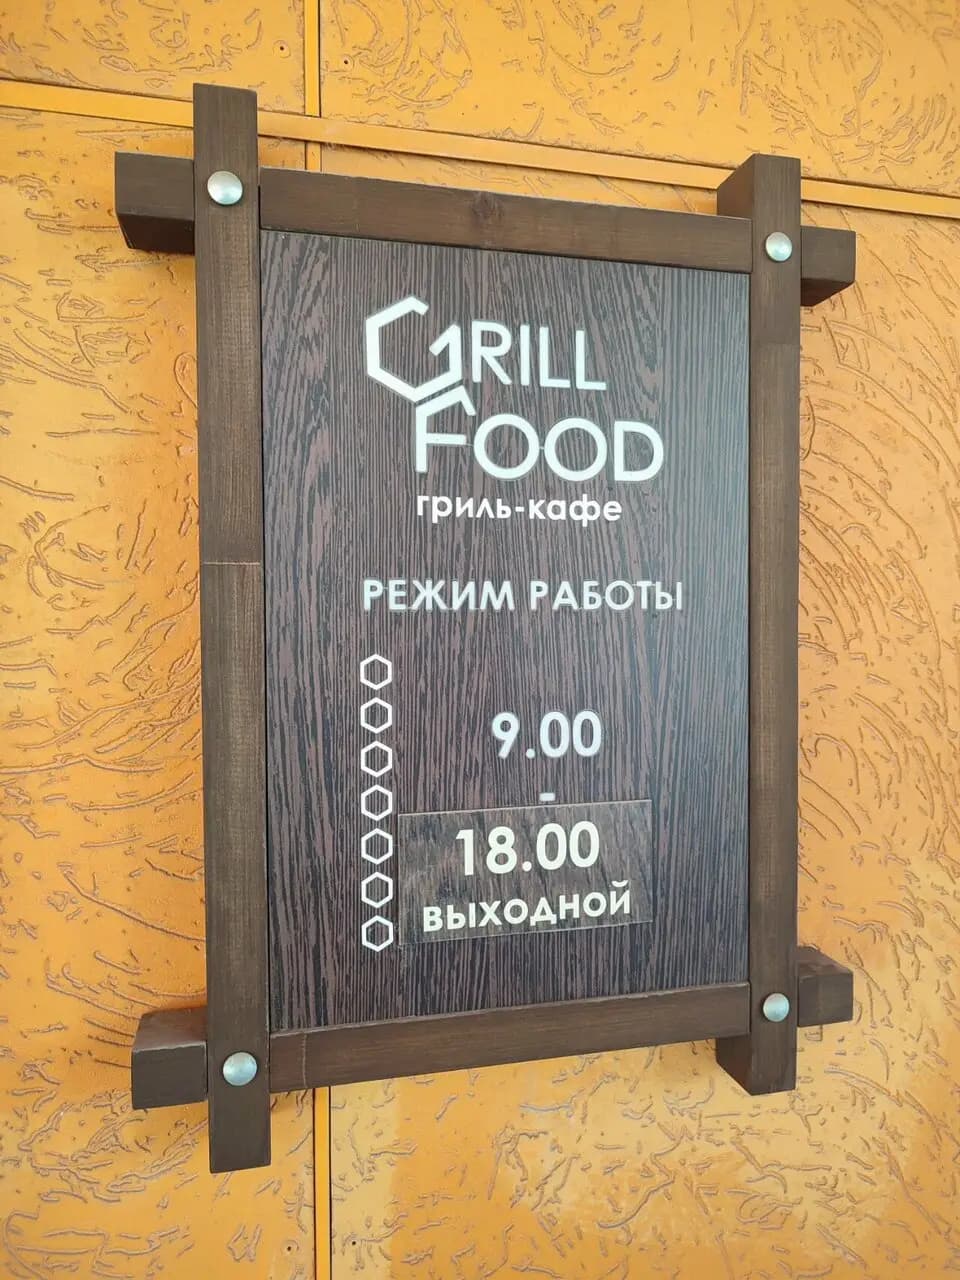 GRILL
FOOD
гриль-кафе
РЕЖИМ РАБОТЫ
9.00
-
18.00
ВЫХОДНОЙ